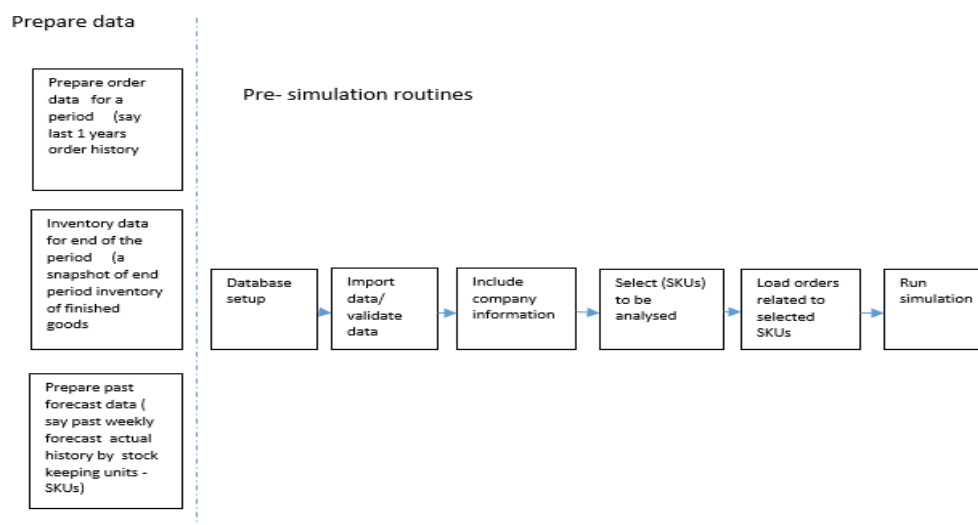 Prepare data
Prepare order
data for a
period (say
last 1 years
order history
Pre- simulation routines
Inventory data
for end of the
period (a
snapshot of end
period inventory
of finished
goods
Database
setup
Import
data/
validate
data
Include
company
information
Select (SKUs)
to be
analysed
Load orders
related to
selected
SKUs
Run
simulation
Prepare past
forecast data (
say past weekly
forecast actual
history by stock
keeping units -
SKUs)